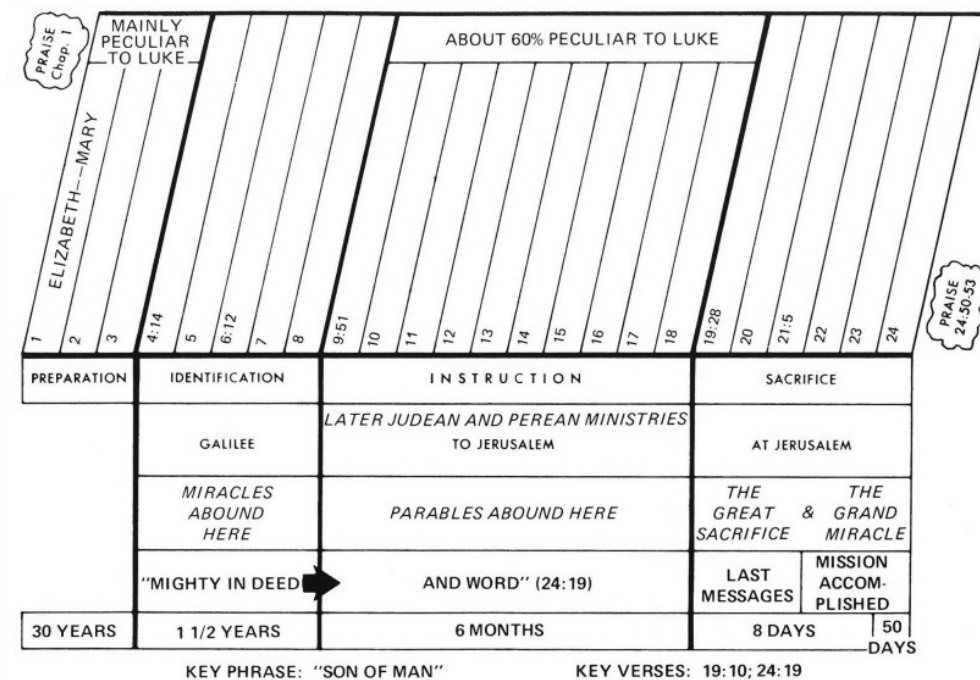 PRAISE
Chap. 1
MAINLY
PECULIAR
TO LUKE
ABOUT 60% PECULIAR TO LUKE
ELIZABETH---MARY
1 2 3 4:14 5 6:12 7 8 9:51 10 11 12 13 14 15 16 17 18 19:28 20 21:5 22 23 24
PRAISE
24:50-53
PREPARATION IDENTIFICATION INSTRUCTION SACRIFICE
LATER JUDEAN AND PEREAN MINISTRIES
GALILEE TO JERUSALEM AT JERUSALEM
MIRACLES
ABOUND
HERE
PARABLES ABOUND HERE
THE
GREAT
SACRIFICE
&
THE
GRAND
MIRACLE
"MIGHTY IN DEED AND WORD" (24:19)
LAST
MESSAGES
MISSION
ACCOM-
PLISHED
30 YEARS 1 1/2 YEARS 6 MONTHS 8 DAYS 50
DAYS
KEY PHRASE: "SON OF MAN" KEY VERSES: 19:10; 24:19